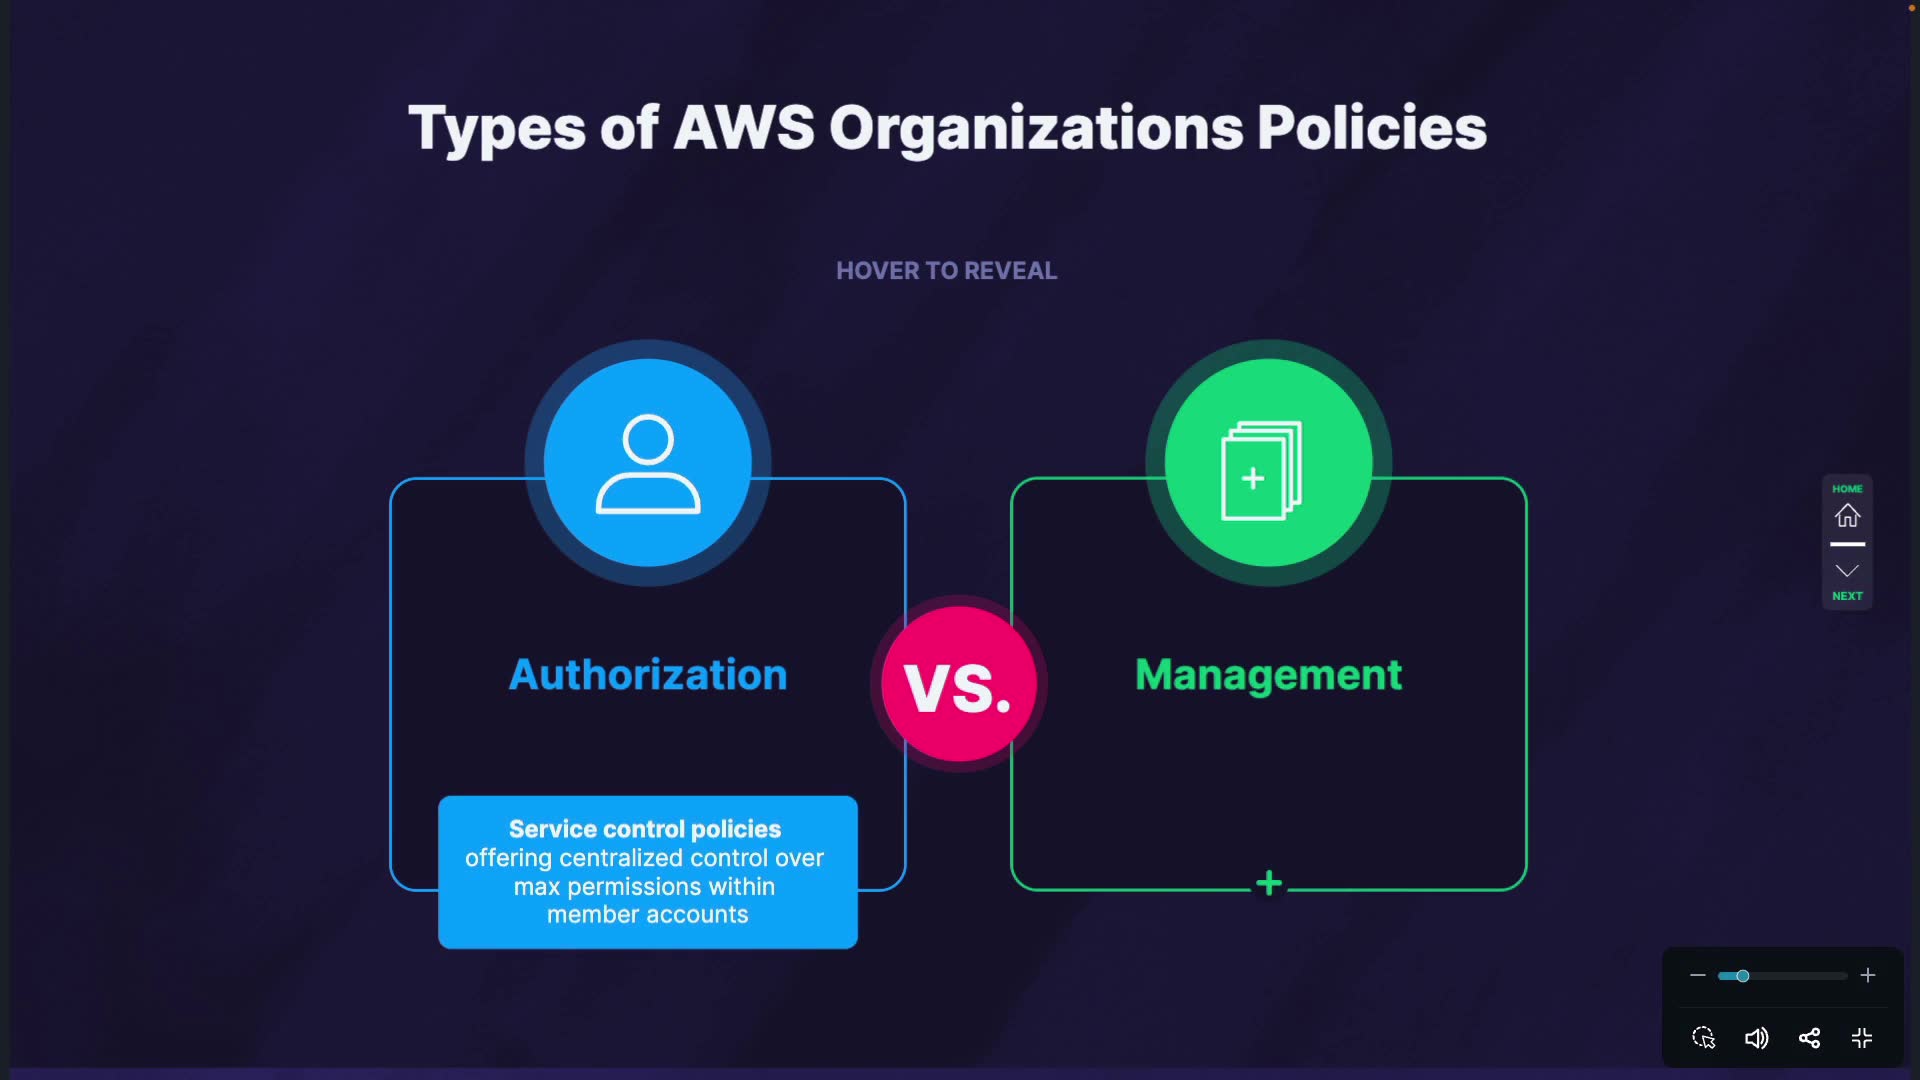 Types of AWS Organizations Policies
HOVER TO REVEAL
Authorization
VS.
Management
Service control policies
offering centralized control over
max permissions within
member accounts
HOME
NEXT